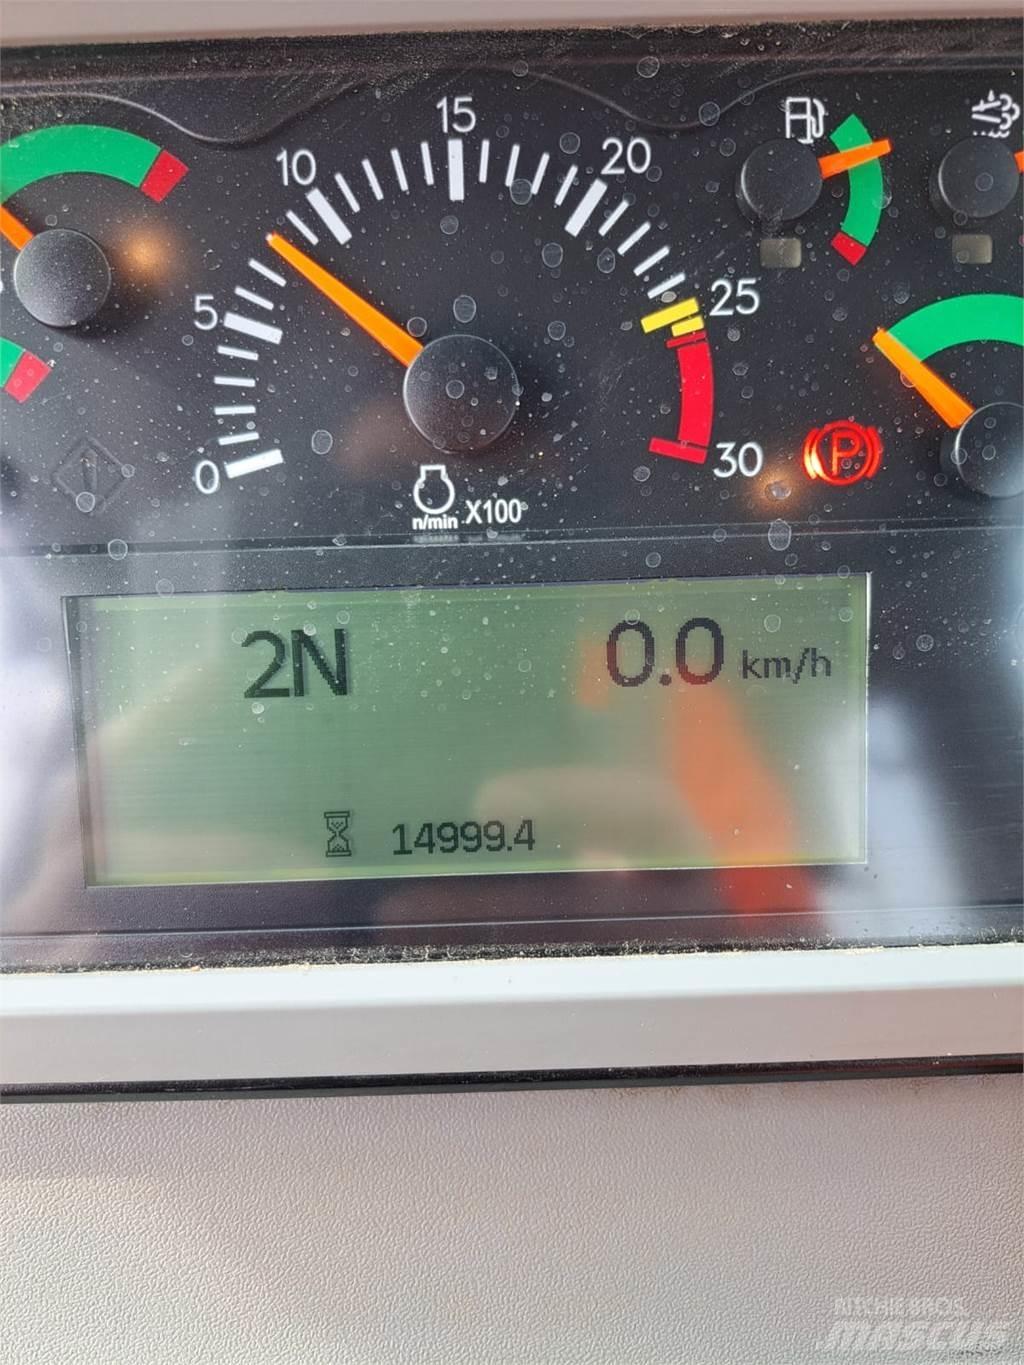 0
5
10
15
20
25
30
n/min X100
P
2N
0.0 km/h
14999.4
RITCHIE BROS.
MASCUS